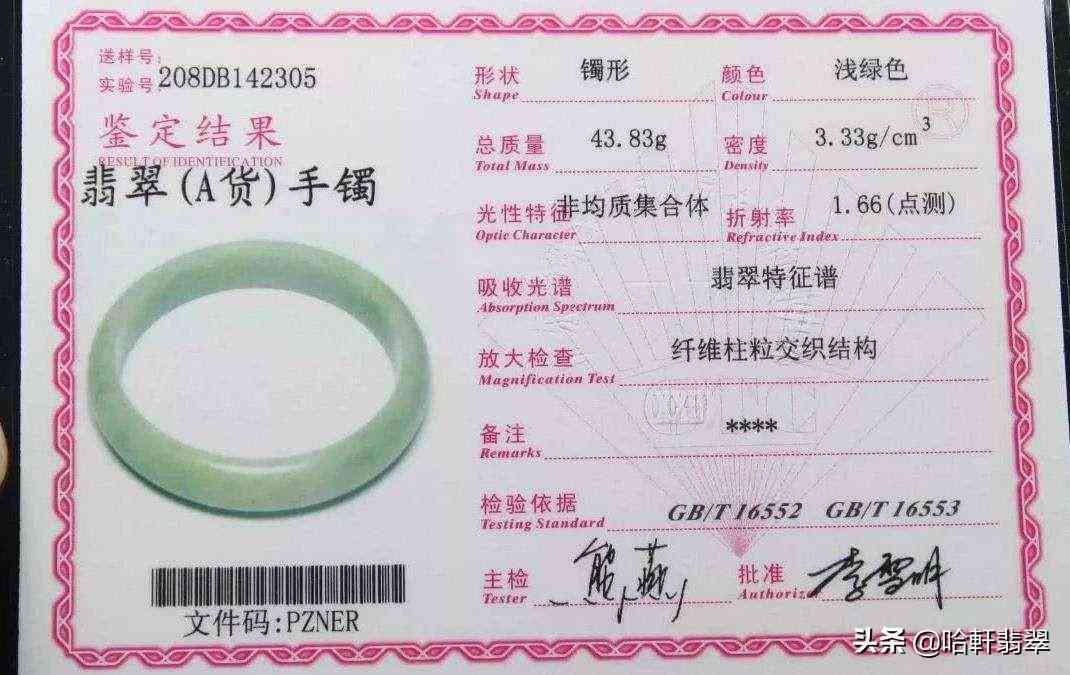 送样号:
实验号:208DB142305
鉴定结果
RESULT OF IDENTIFICATION
翡翠(A货)手镯
文件码:PZNER
形状 镯形
Shape
颜色 浅绿色
Colour
总质量 43.83g
Total Mass
密度 3.33g/cm³
Density
光性特征 非均质集合体
Optic Character
折射率 1.66(点测)
Refractive Index
吸收光谱 翡翠特征谱
Absorption Spectrum
放大检查 纤维柱粒交织结构
Magnification Test
备注 ****
Remarks
检验依据 GB/T 16552 GB/T 16553
Testing Standard
主检 熊燕
Tester
批准
Authorize
头条 @哈軒翡翠